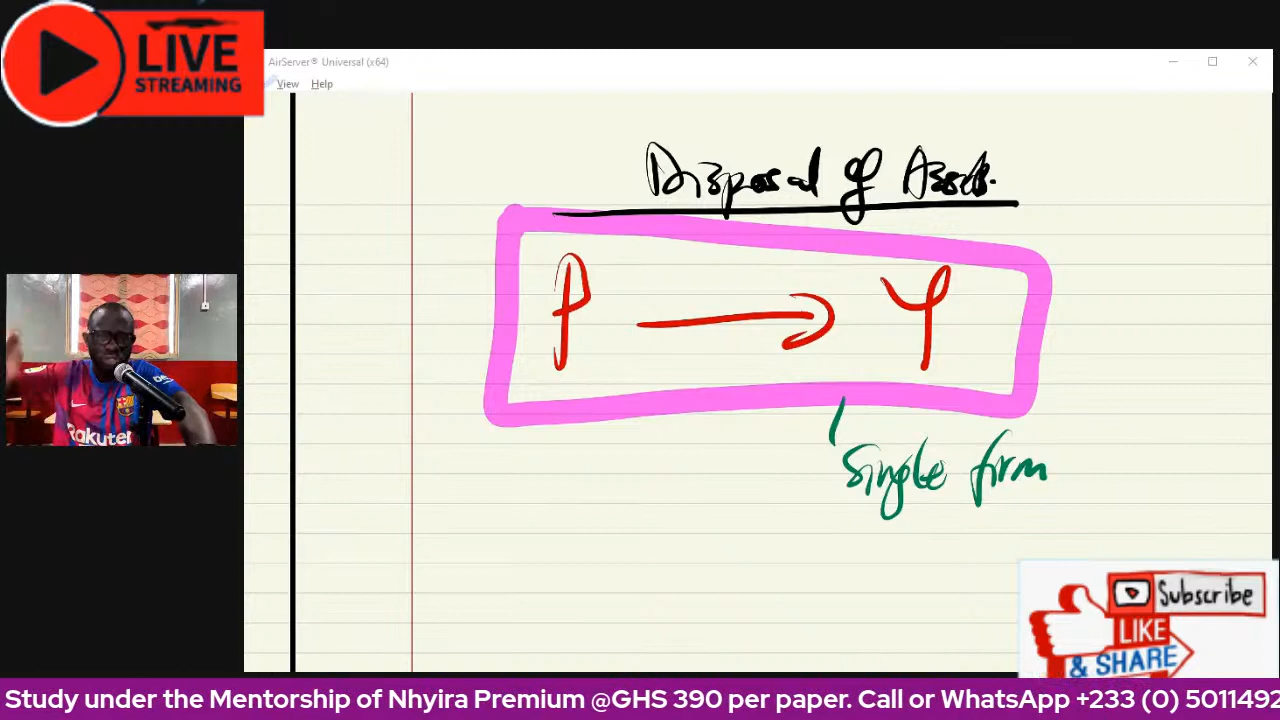 LIVE
STREAMING
AirServer® Universal (x64)
View Help
Disposal of Assets.
P → Y
Single firm
Rakuten
Subscribe
LIKE
& SHARE
Study under the Mentorship of Nhyira Premium @GHS 390 per paper. Call or WhatsApp +233 (0) 5011492